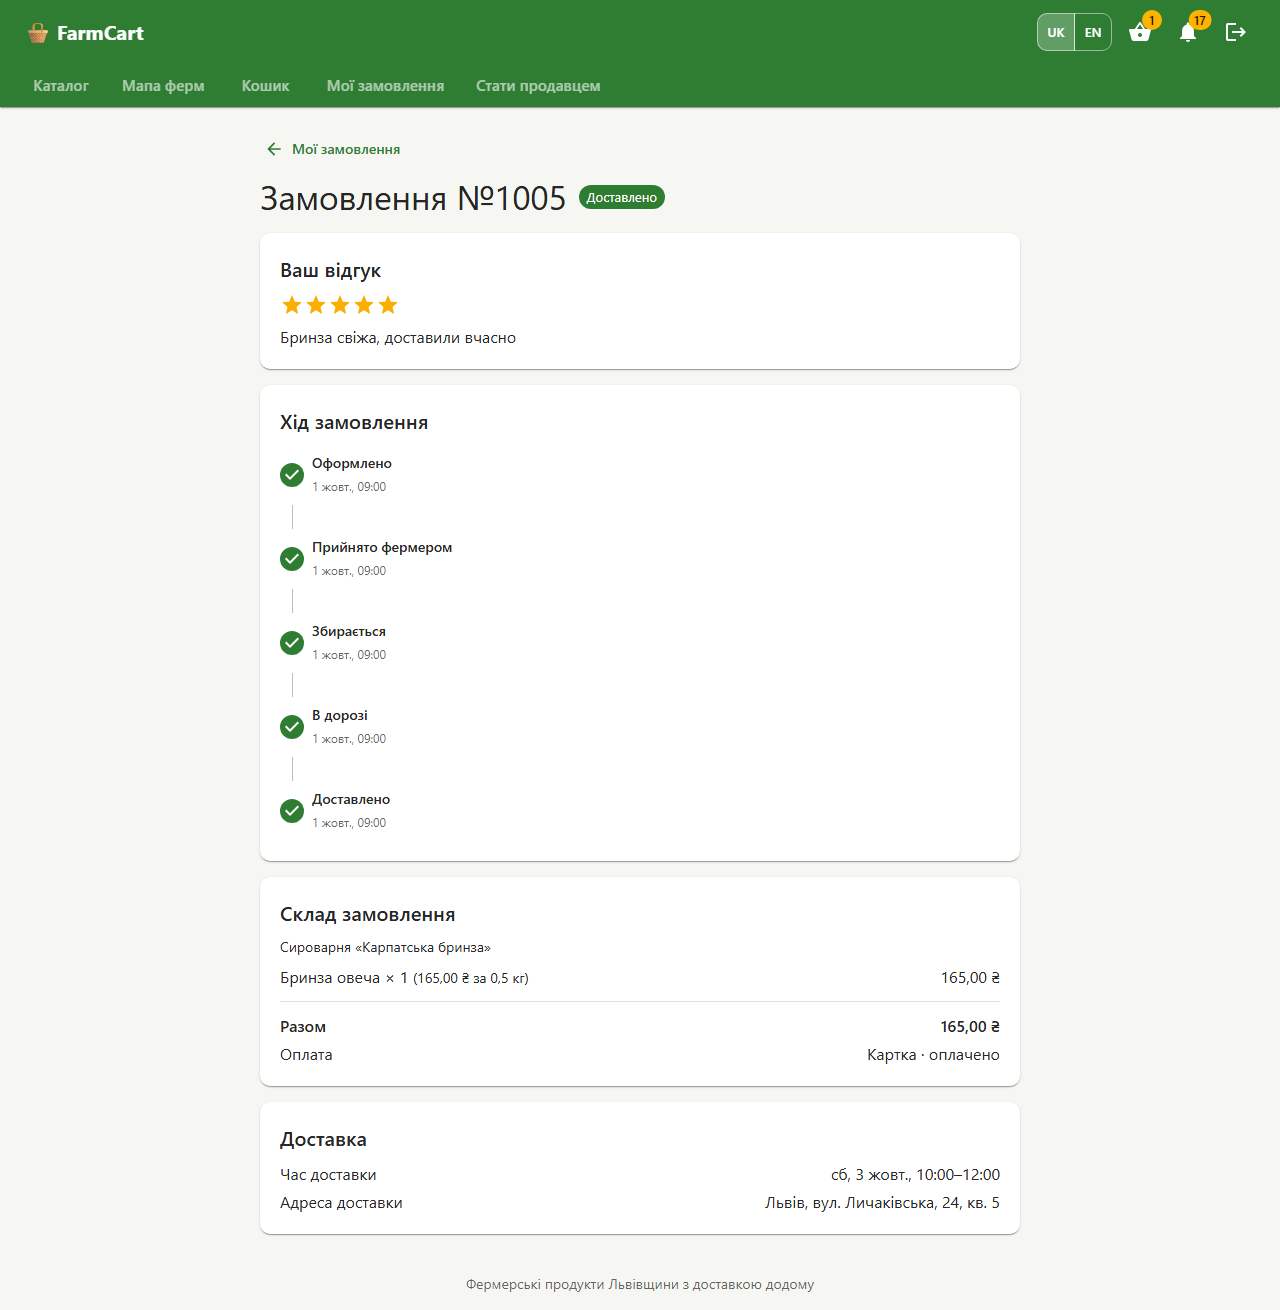 FarmCart
UK EN 1 17
Каталог Мапа ферм Кошик Мої замовлення Стати продавцем
Мої замовлення
Замовлення №1005 Доставлено
Ваш відгук
Бринза свіжа, доставили вчасно
Хід замовлення
Оформлено
1 жовт., 09:00
Прийнято фермером
1 жовт., 09:00
Збирається
1 жовт., 09:00
В дорозі
1 жовт., 09:00
Доставлено
1 жовт., 09:00
Склад замовлення
Сироварня «Карпатська бринза»
Бринза овеча × 1 (165,00 ₴ за 0,5 кг) 165,00 ₴
Разом 165,00 ₴
Оплата Картка · оплачено
Доставка
Час доставки сб, 3 жовт., 10:00–12:00
Адреса доставки Львів, вул. Личаківська, 24, кв. 5
Фермерські продукти Львівщини з доставкою додому